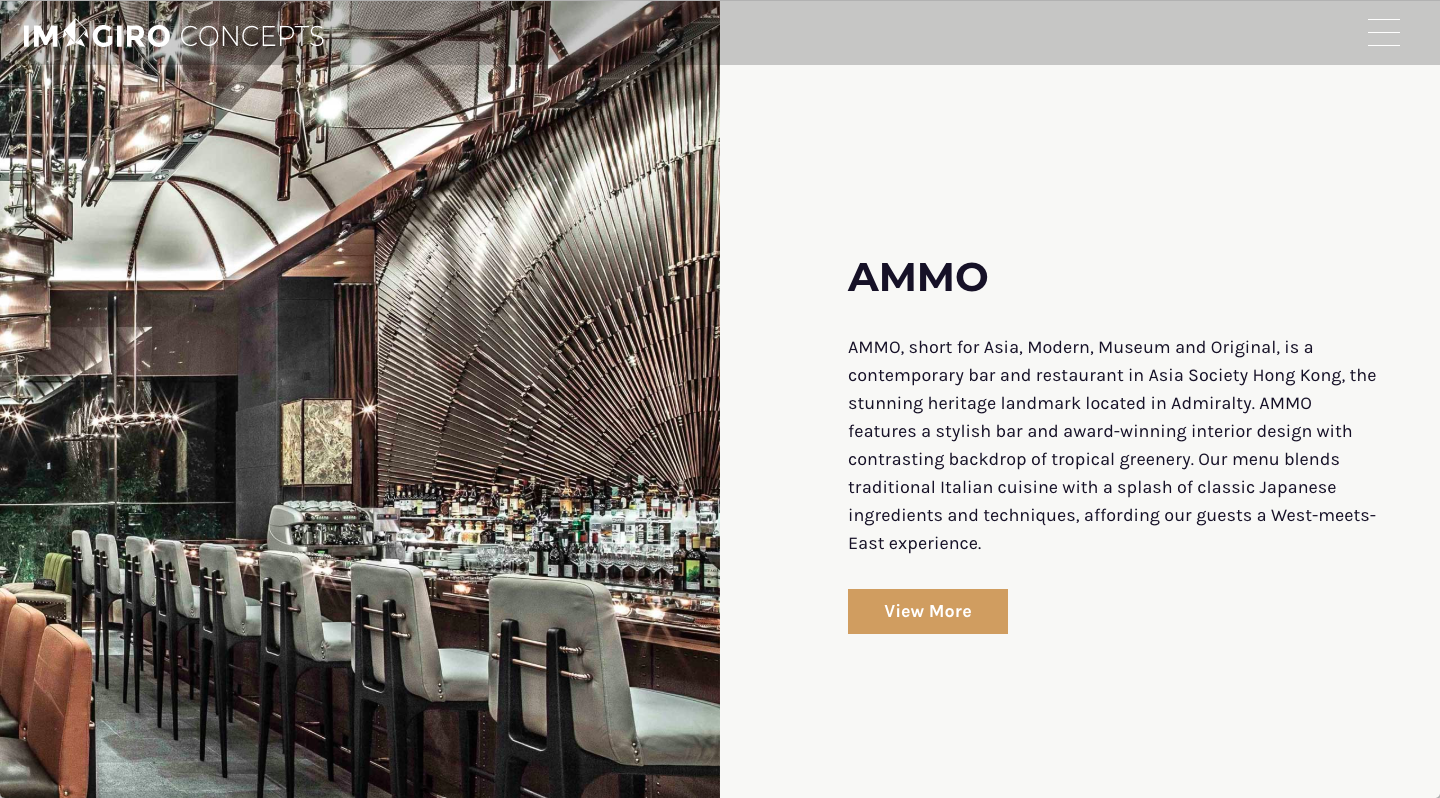 IMAGIRO CONCEPTS
AMMO
AMMO, short for Asia, Modern, Museum and Original, is a
contemporary bar and restaurant in Asia Society Hong Kong, the
stunning heritage landmark located in Admiralty. AMMO
features a stylish bar and award-winning interior design with
contrasting backdrop of tropical greenery. Our menu blends
traditional Italian cuisine with a splash of classic Japanese
ingredients and techniques, affording our guests a West-meets-
East experience.
View More